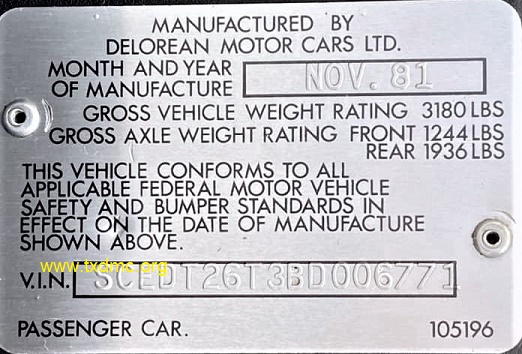 MANUFACTURED BY
DELOREAN MOTOR CARS LTD.
MONTH AND YEAR
OF MANUFACTURE NOV. 81
GROSS VEHICLE WEIGHT RATING 3180 LBS
GROSS AXLE WEIGHT RATING FRONT 1244 LBS
REAR 1936 LBS
THIS VEHICLE CONFORMS TO ALL
APPLICABLE FEDERAL MOTOR VEHICLE
SAFETY AND BUMPER STANDARDS IN
EFFECT ON THE DATE OF MANUFACTURE
SHOWN ABOVE.
www.txdmc.org
V.I.N. SCEDT26T3BD006771
PASSENGER CAR. 105196